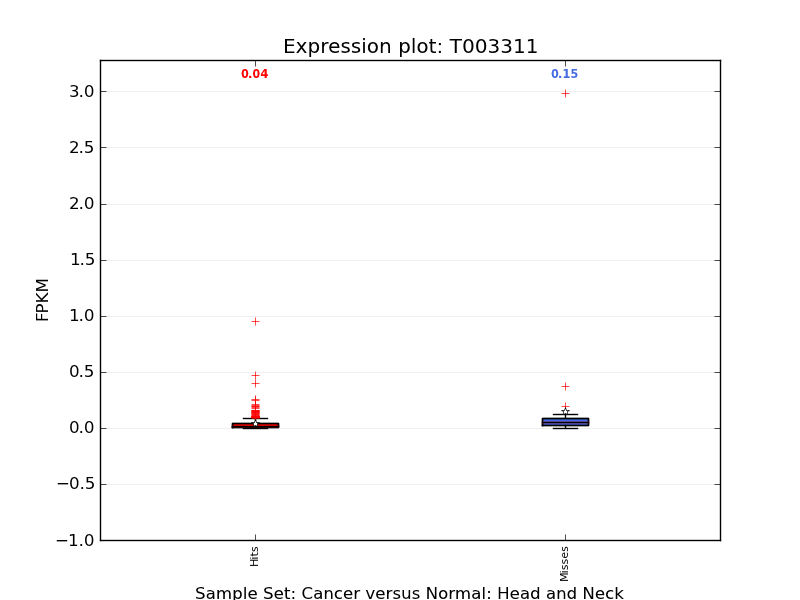 Expression plot: T003311
0.04
0.15
3.0
2.5
2.0
1.5
1.0
0.5
0.0
−0.5
−1.0
FPKM
Hits
Misses
Sample Set: Cancer versus Normal: Head and Neck